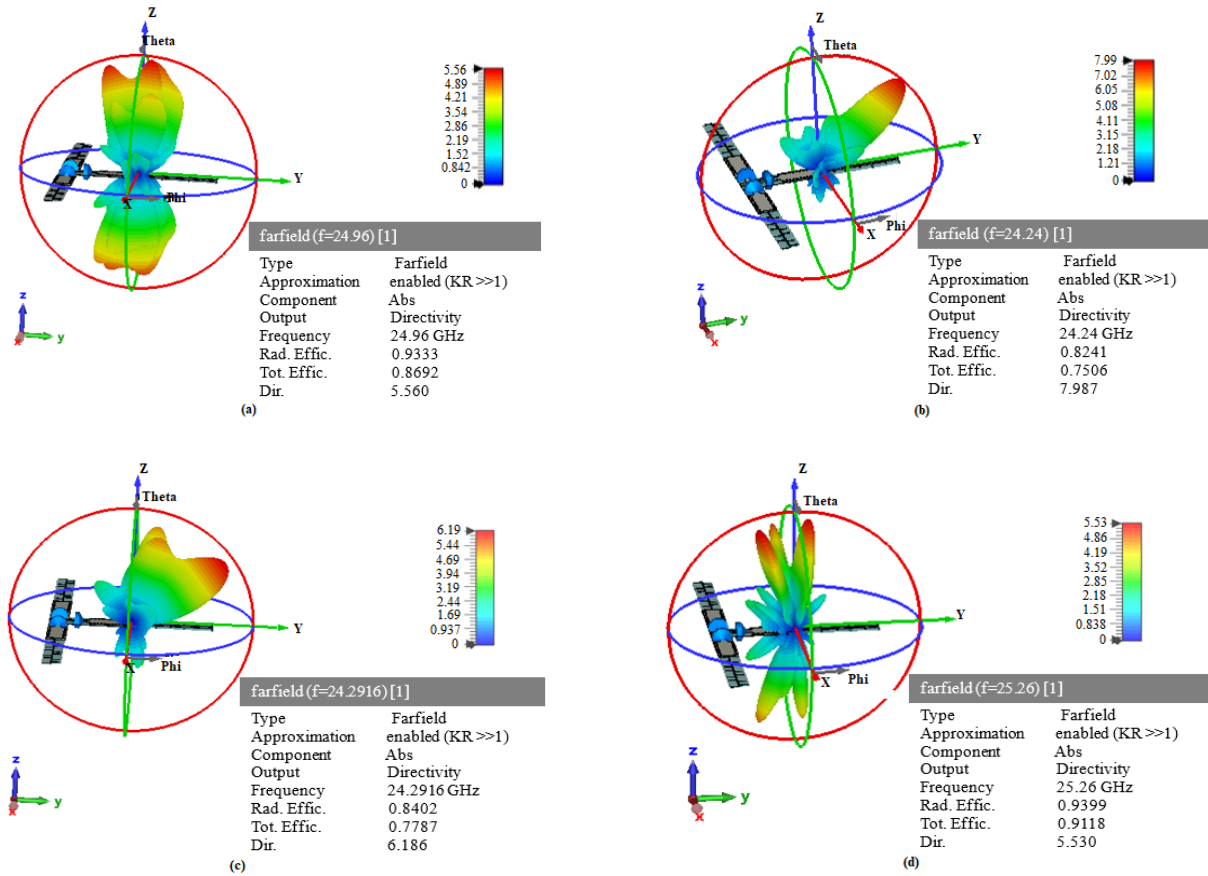 Z
Theta
Y
X
Phi
5.56
4.89
4.21
3.54
2.86
2.19
1.52
0.842
0
farfield (f=24.96) [1]
Type Farfield
Approximation enabled (KR >>1)
Component Abs
Output Directivity
Frequency 24.96 GHz
Rad. Effic. 0.9333
Tot. Effic. 0.8692
Dir. 5.560
z
y
x
(a)
Z
Theta
Y
X
Phi
7.99
7.02
6.05
5.08
4.11
3.15
2.18
1.21
0
farfield (f=24.24) [1]
Type Farfield
Approximation enabled (KR >>1)
Component Abs
Output Directivity
Frequency 24.24 GHz
Rad. Effic. 0.8241
Tot. Effic. 0.7506
Dir. 7.987
z
y
x
(b)
Z
Theta
Y
X
Phi
6.19
5.44
4.69
3.94
3.19
2.44
1.69
0.937
0
farfield (f=24.2916) [1]
Type Farfield
Approximation enabled (KR >>1)
Component Abs
Output Directivity
Frequency 24.2916 GHz
Rad. Effic. 0.8402
Tot. Effic. 0.7787
Dir. 6.186
z
y
x
(c)
Z
Theta
Y
X
Phi
5.53
4.86
4.19
3.52
2.85
2.18
1.51
0.838
0
farfield (f=25.26) [1]
Type Farfield
Approximation enabled (KR >>1)
Component Abs
Output Directivity
Frequency 25.26 GHz
Rad. Effic. 0.9399
Tot. Effic. 0.9118
Dir. 5.530
z
y
x
(d)